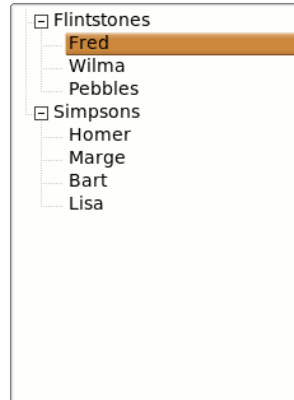 Flintstones
Fred
Wilma
Pebbles
Simpsons
Homer
Marge
Bart
Lisa